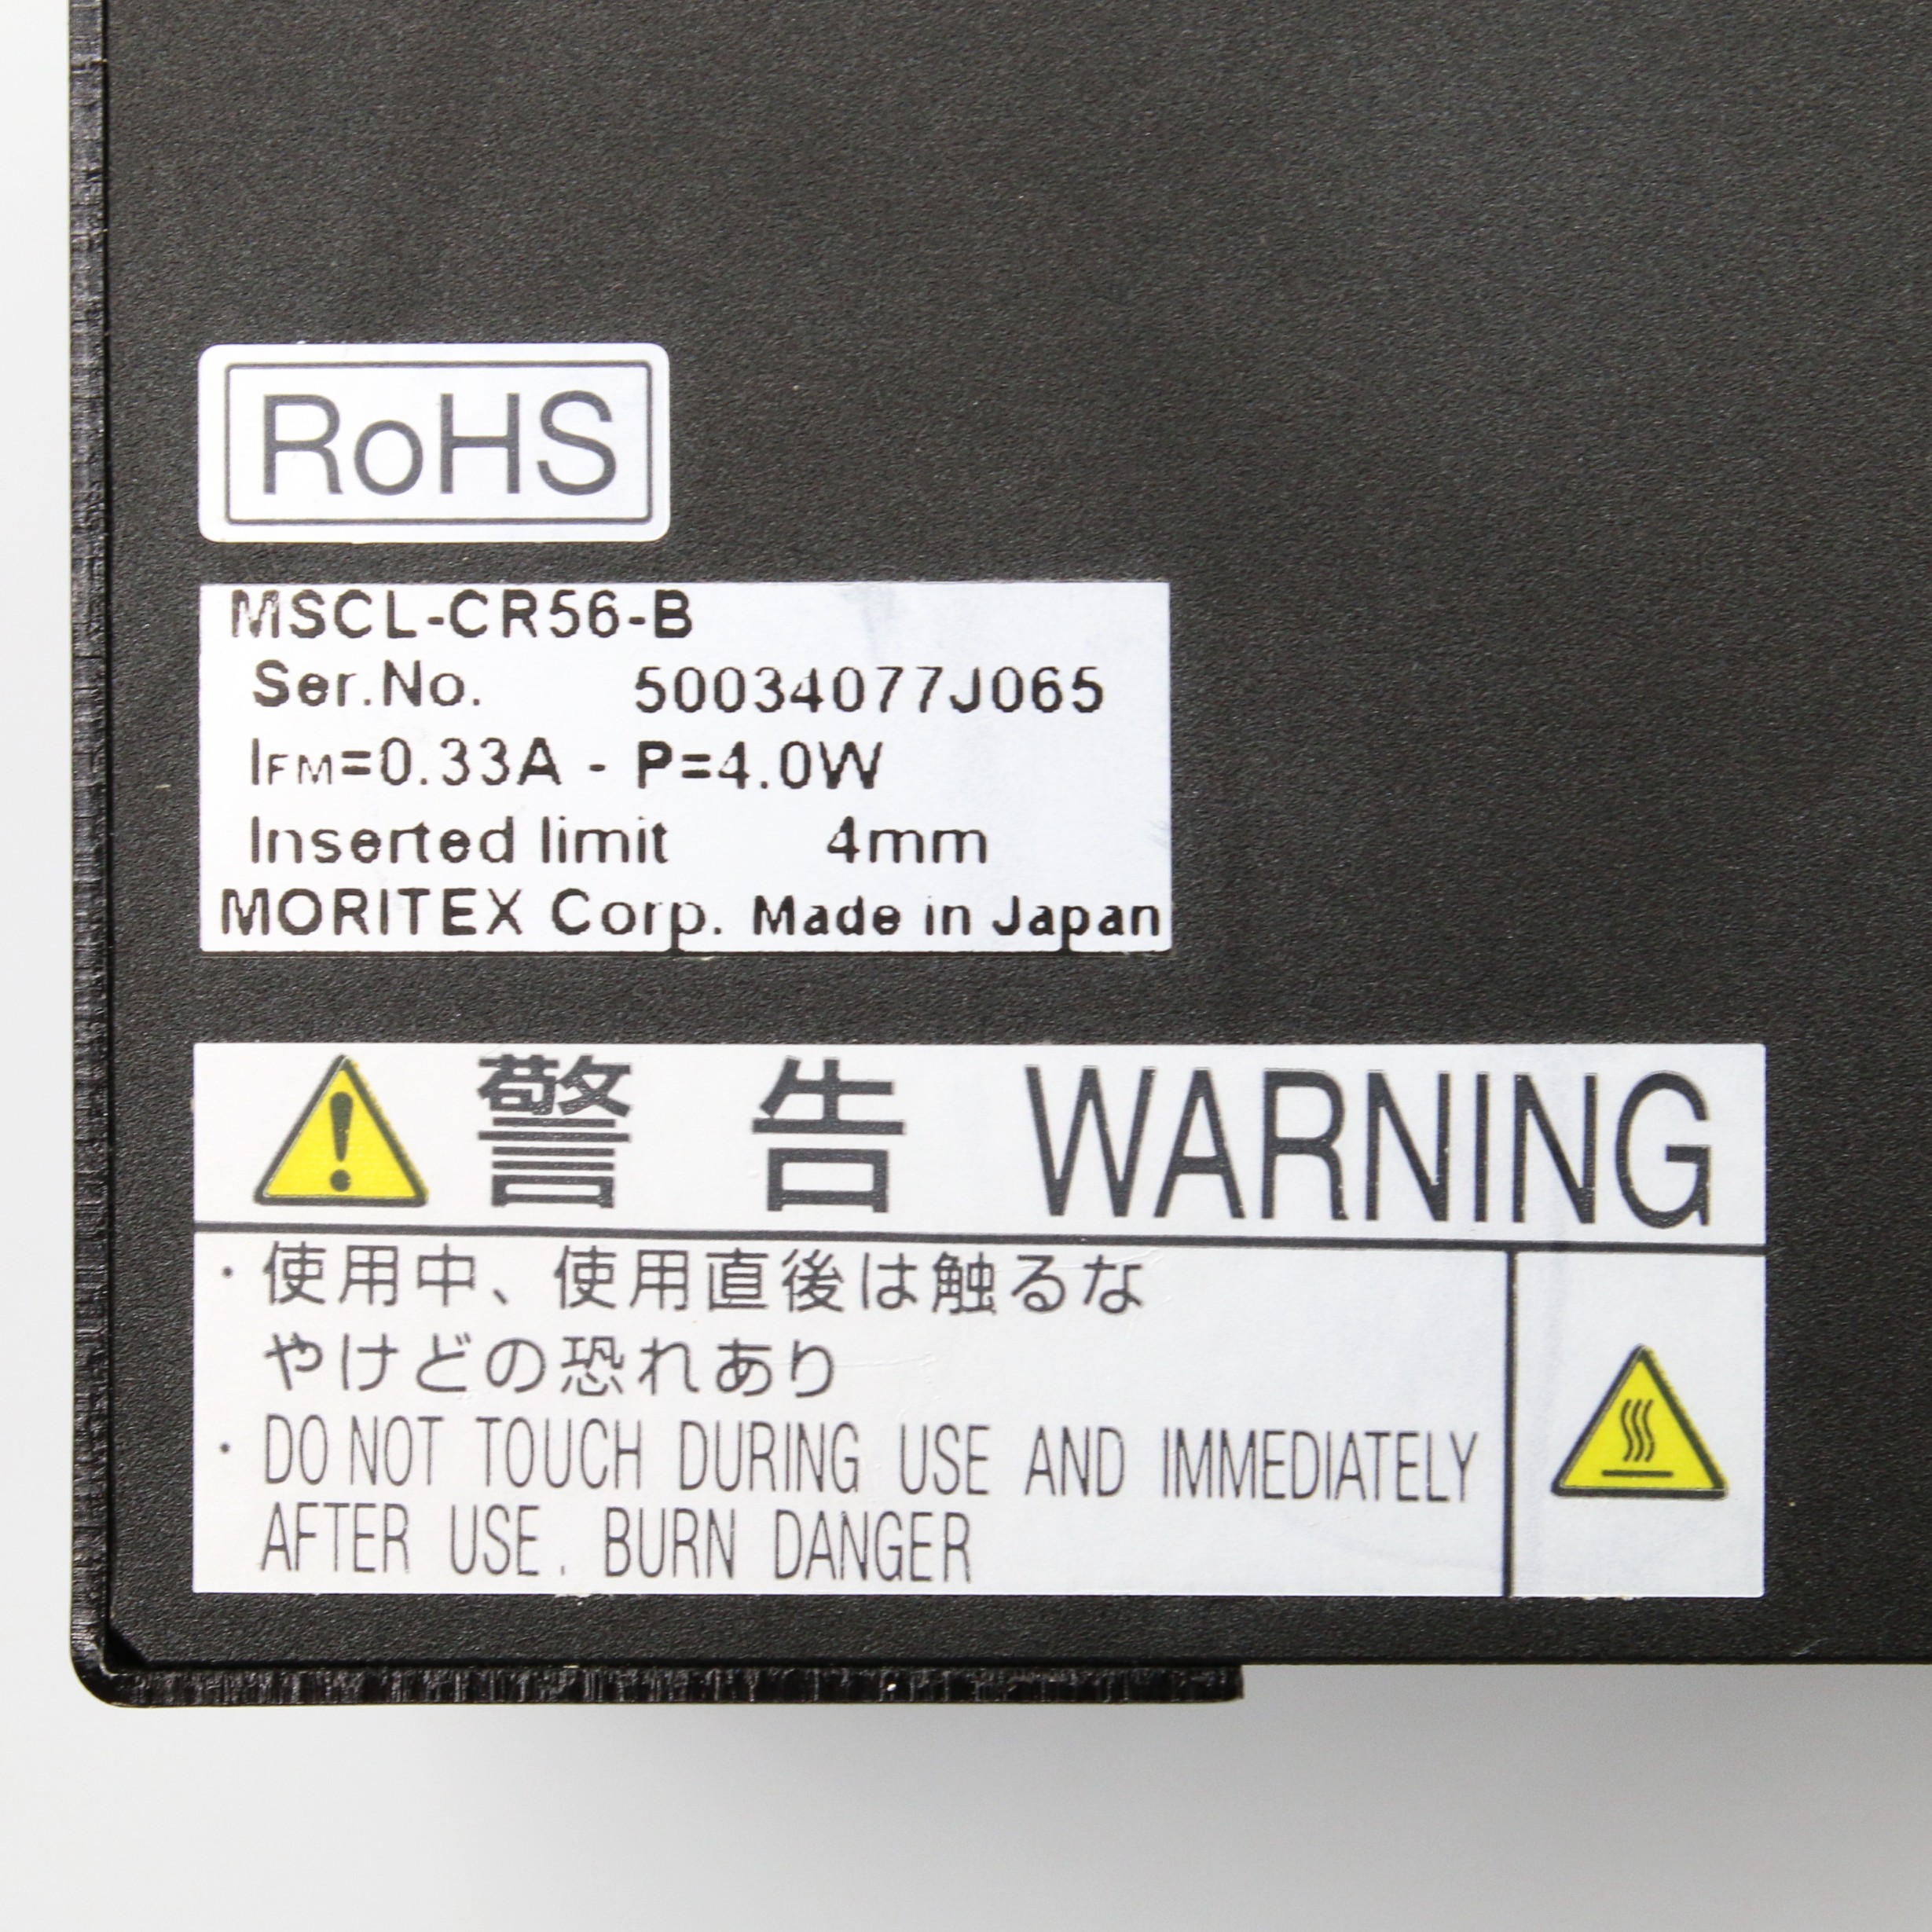 RoHS
MSCL-CR56-B
Ser.No. 50034077J065
IFM=0.33A - P=4.0W
Inserted limit 4mm
MORITEX Corp. Made in Japan
警告 WARNING
・使用中、使用直後は触るな
やけどの恐れあり
・DO NOT TOUCH DURING USE AND IMMEDIATELY
AFTER USE. BURN DANGER